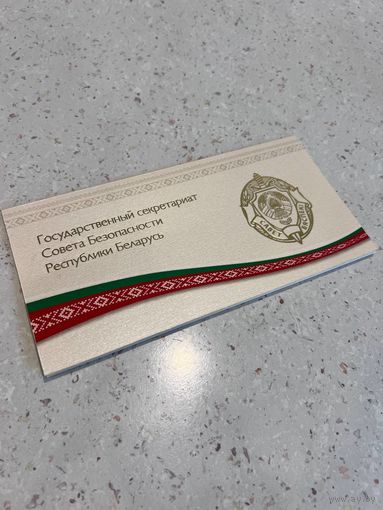 Государственный секретариат
Совета Безопасности
Республики Беларусь